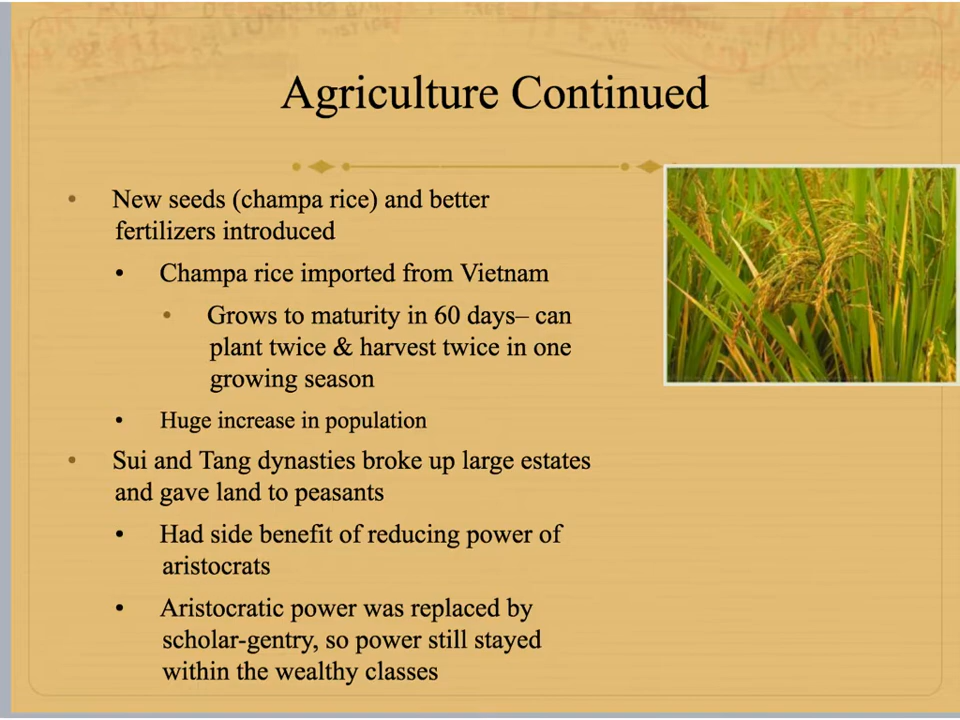 Agriculture Continued
• New seeds (champa rice) and better
fertilizers introduced
• Champa rice imported from Vietnam
• Grows to maturity in 60 days– can
plant twice & harvest twice in one
growing season
• Huge increase in population
• Sui and Tang dynasties broke up large estates
and gave land to peasants
• Had side benefit of reducing power of
aristocrats
• Aristocratic power was replaced by
scholar-gentry, so power still stayed
within the wealthy classes